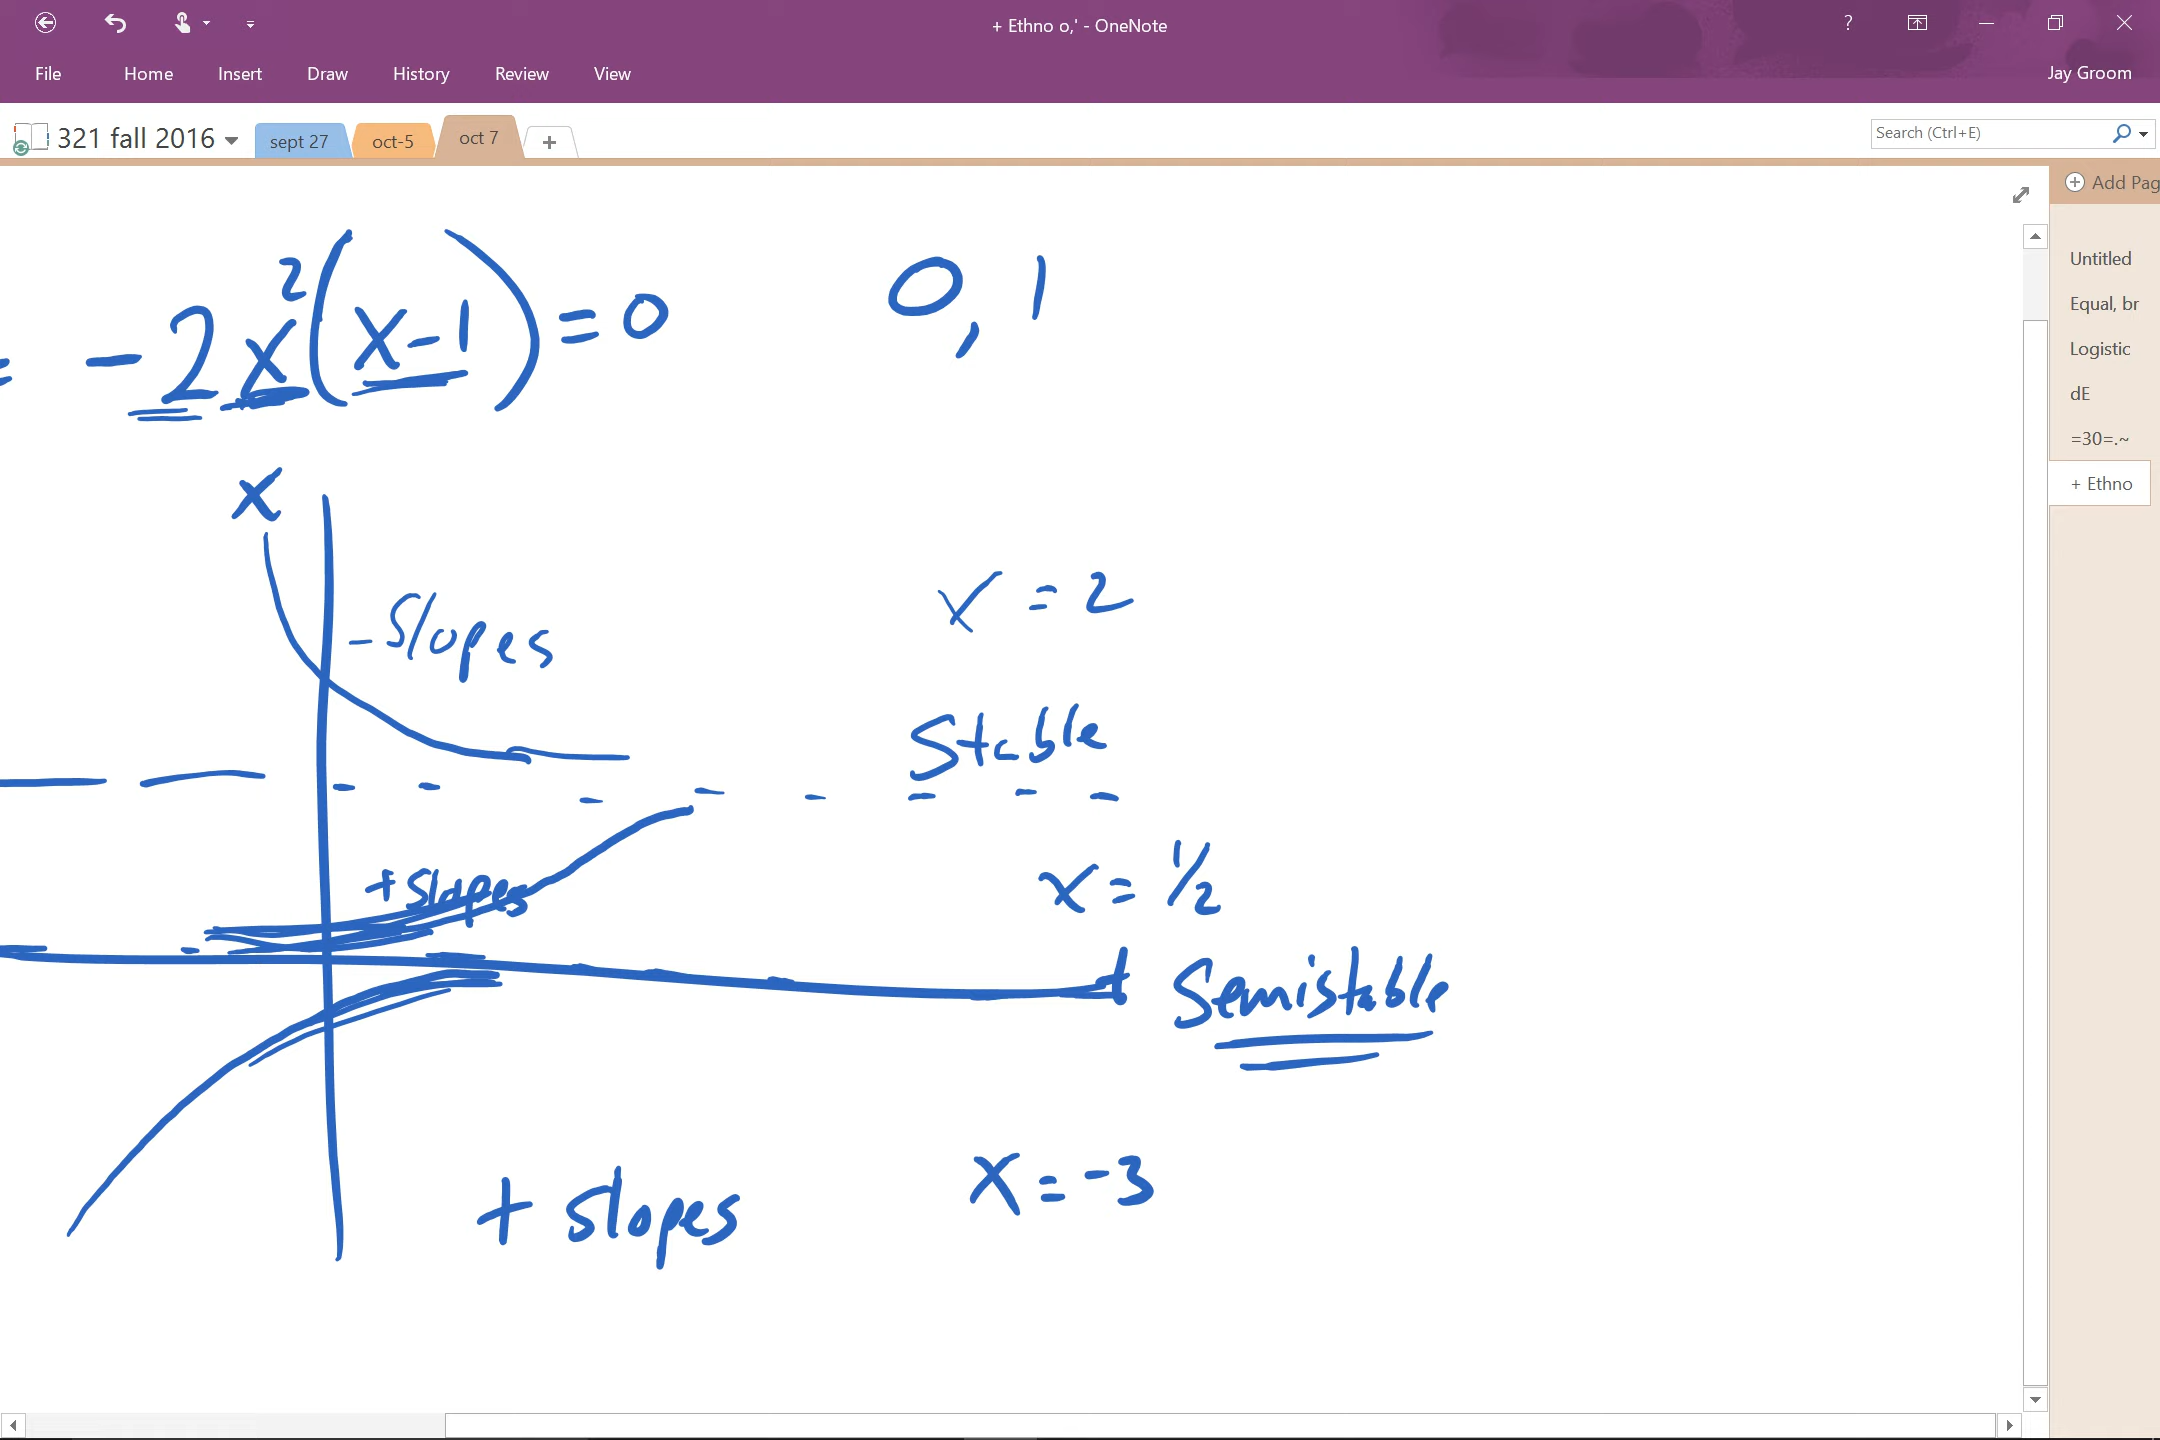 + Ethno o,' - OneNote
?
File Home Insert Draw History Review View
Jay Groom
321 fall 2016 sept 27 oct-5 oct 7 +
Search (Ctrl+E)
Add Pag
Untitled
Equal, br
Logistic
dE
=30=.~
+ Ethno
= -2x²(x-1)=0 0, 1
x
- Slopes x = 2
Stable
+ slopes x = 1/2
t Semistable
+ slopes x = -3